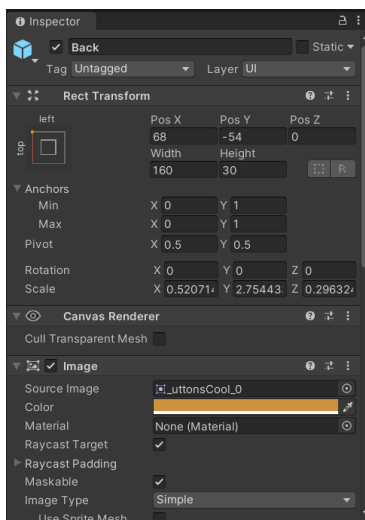 Inspector
Back Static
Tag Untagged Layer UI
Rect Transform
left
top
Pos X Pos Y Pos Z
68 -54 0
Width Height
160 30 R
Anchors
Min X 0 Y 1
Max X 0 Y 1
Pivot X 0.5 Y 0.5
Rotation X 0 Y 0 Z 0
Scale X 0.52071 Y 2.75443 Z 0.29632
Canvas Renderer
Cull Transparent Mesh
Image
Source Image _uttonsCool_0
Color
Material None (Material)
Raycast Target
Raycast Padding
Maskable
Image Type Simple
Use Sprite Mesh